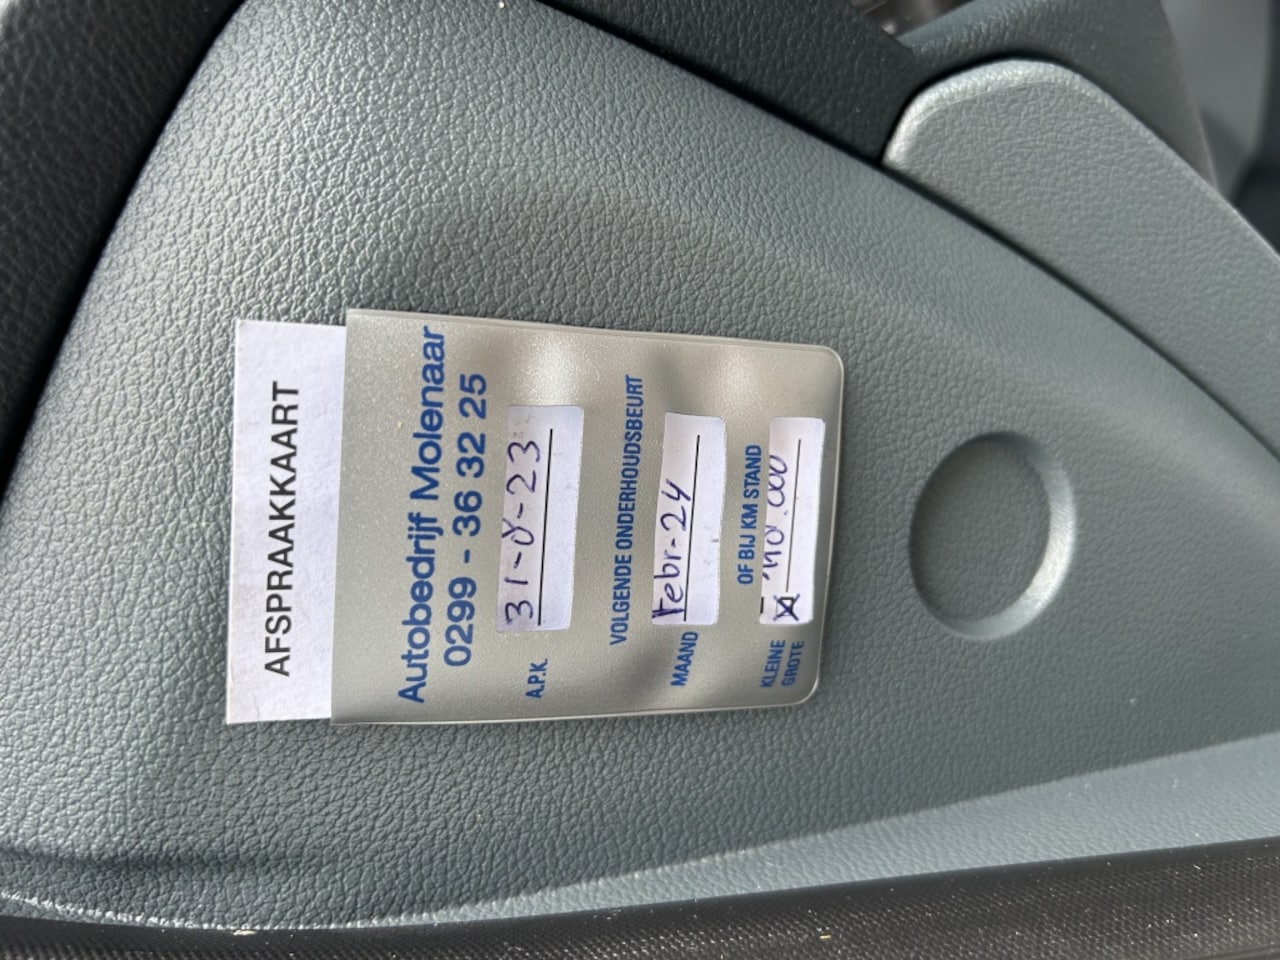 AFSPRAAKKAART
Autobedrijf Molenaar
0299 - 36 32 25
A.P.K. 31-8-23
VOLGENDE ONDERHOUDSBEURT
MAAND Febr-24
OF BIJ KM STAND
KLEINE
GROTE